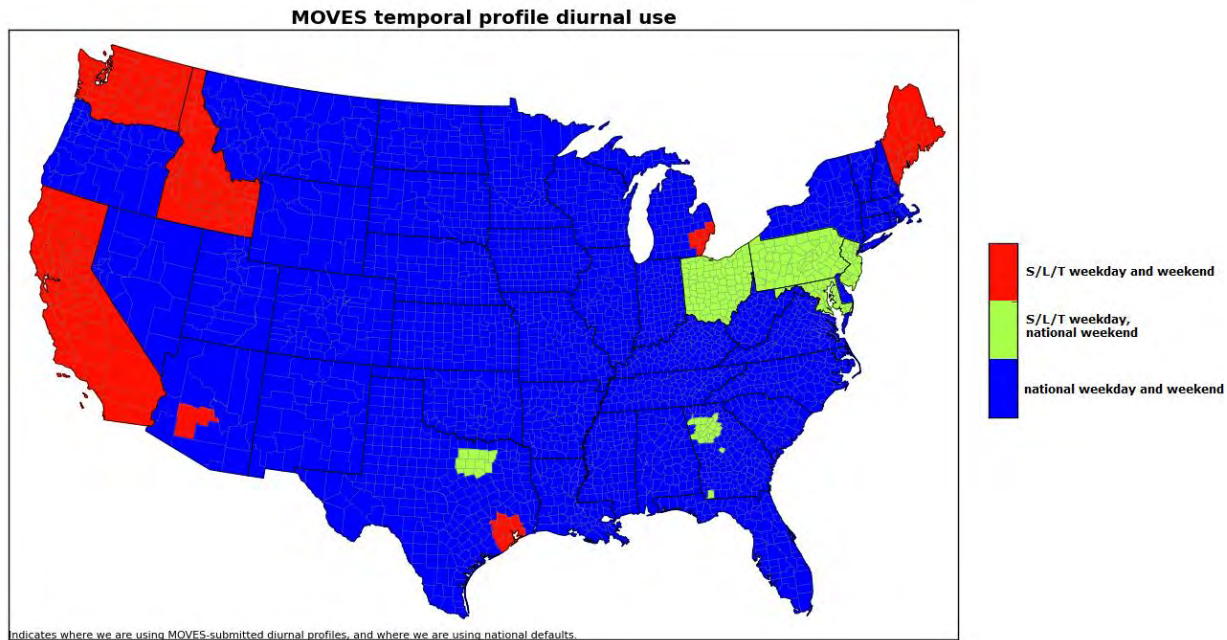 MOVES temporal profile diurnal use
S/L/T weekday and weekend
S/L/T weekday,
national weekend
national weekday and weekend
Indicates where we are using MOVES-submitted diurnal profiles, and where we are using national defaults.